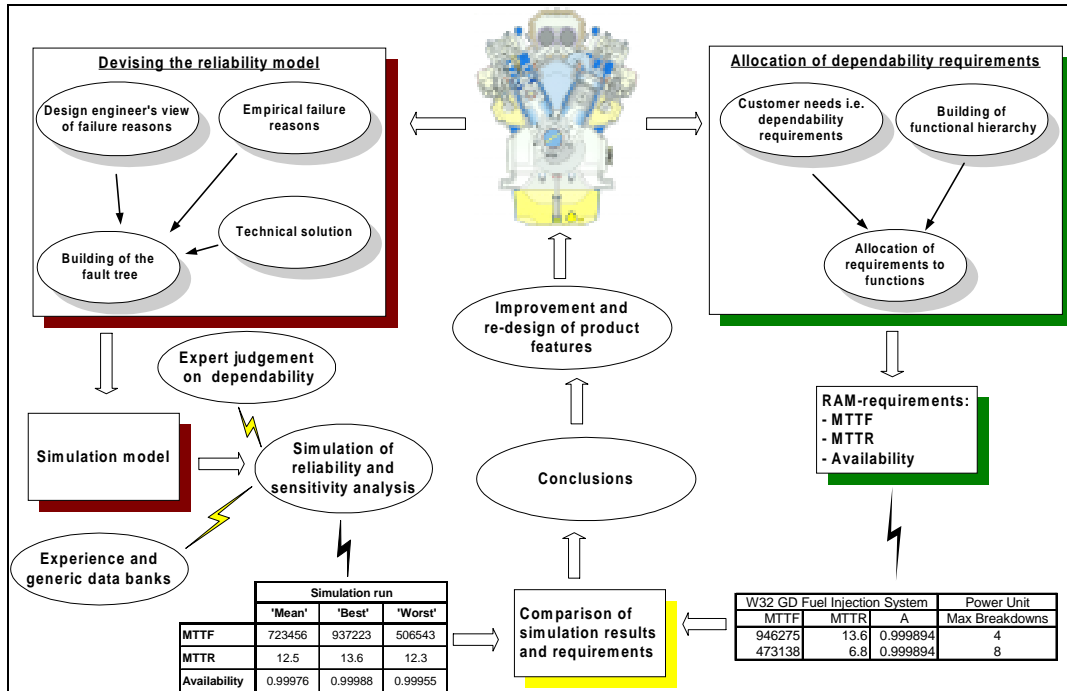 Devising the reliability model
Design engineer's view
of failure reasons
Empirical failure
reasons
Technical solution
Building of the
fault tree
Allocation of dependability requirements
Customer needs i.e.
dependability
requirements
Building of
functional hierarchy
Allocation of
requirements to
functions
Improvement and
re-design of product
features
Expert judgement
on dependability
RAM-requirements:
- MTTF
- MTTR
- Availability
Simulation model
Simulation of
reliability and
sensitivity analysis
Conclusions
Experience and
generic data banks
Simulation run
'Mean' 'Best' 'Worst'
MTTF 723456 937223 506543
MTTR 12.5 13.6 12.3
Availability 0.99976 0.99988 0.99955
Comparison of
simulation results
and requirements
W32 GD Fuel Injection System Power Unit
MTTF MTTR A Max Breakdowns
946275 13.6 0.999894 4
473138 6.8 0.999894 8